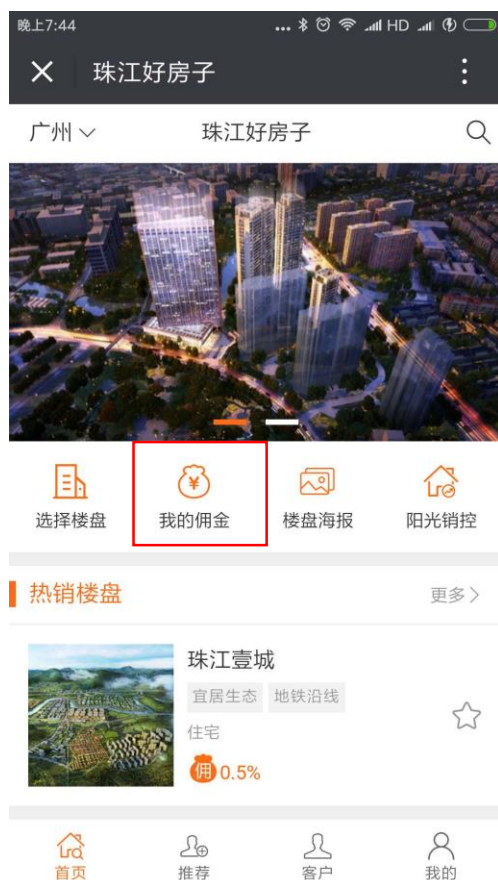 晚上7:44 ... HD
珠江好房子
广州 珠江好房子
选择楼盘 我的佣金 楼盘海报 阳光销控
热销楼盘 更多
珠江壹城
宜居生态 地铁沿线
住宅
佣 0.5%
首页 推荐 客户 我的